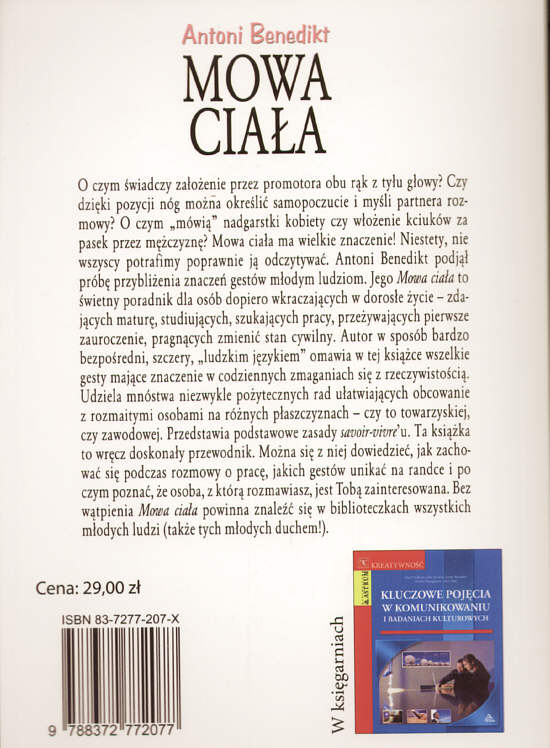 Antoni Benedikt
MOWA
CIAŁA
O czym świadczy założenie przez promotora obu rąk z tyłu głowy? Czy
dzięki pozycji nóg można określić samopoczucie i myśli partnera roz-
mowy? O czym „mówią” nadgarstki kobiety czy włożenie kciuków za
pasek przez mężczyznę? Mowa ciała ma wielkie znaczenie! Niestety, nie
wszyscy potrafimy poprawnie ją odczytywać. Antoni Benedikt podjął
próbę przybliżenia znaczeń gestów młodym ludziom. Jego Mowa ciała to
świetny poradnik dla osób dopiero wkraczających w dorosłe życie – zda-
jących maturę, studiujących, szukających pracy, przeżywających pierwsze
zauroczenie, pragnących zmienić stan cywilny. Autor w sposób bardzo
bezpośredni, szczery, „ludzkim językiem” omawia w tej książce wszelkie
gesty mające znaczenie w codziennych zmaganiach się z rzeczywistością.
Udziela mnóstwa niezwykle pożytecznych rad ułatwiających obcowanie
z rozmaitymi osobami na różnych płaszczyznach – czy to towarzyskiej,
czy zawodowej. Przedstawia podstawowe zasady savoir-vivre’u. Ta książka
to wręcz doskonały przewodnik. Można się z niej dowiedzieć, jak zacho-
wać się podczas rozmowy o pracę, jakich gestów unikać na randce i po
czym poznać, że osoba, z którą rozmawiasz, jest Tobą zainteresowana. Bez
wątpienia Mowa ciała powinna znaleźć się w biblioteczkach wszystkich
młodych ludzi (także tych młodych duchem!).
Cena: 29,00 zł
ISBN 83-7277-207-X
9 788372 772077
W księgarniach
KREATYWNOŚĆ
ASTRUM
KLUCZOWE POJĘCIA
W KOMUNIKOWANIU
I BADANIACH KULTUROWYCH